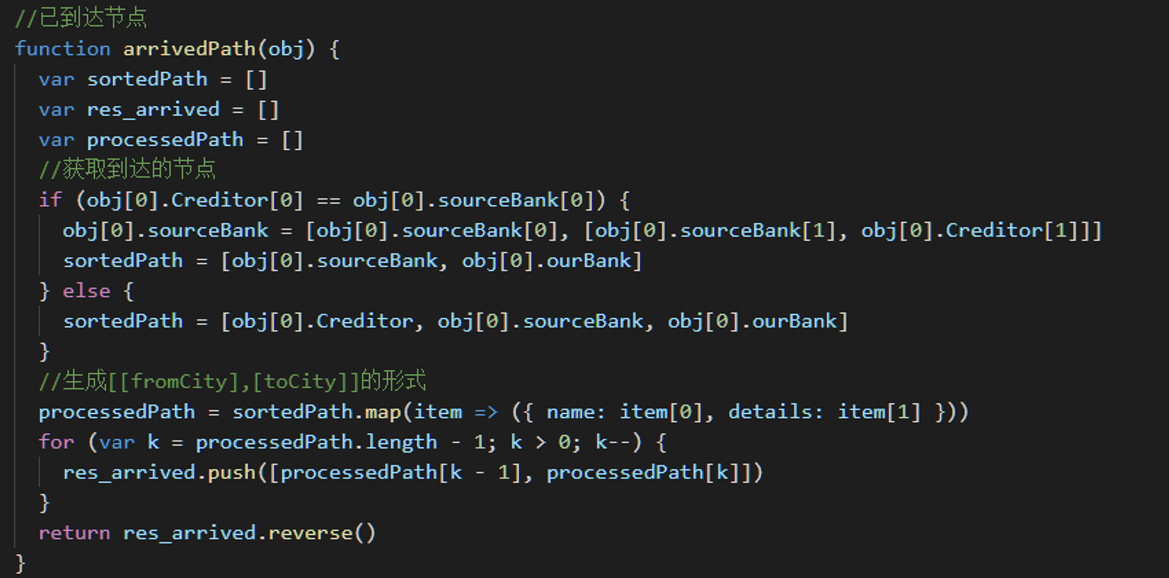 //已到达节点
function arrivedPath(obj) {
  var sortedPath = []
  var res_arrived = []
  var processedPath = []
  //获取到达的节点
  if (obj[0].Creditor[0] == obj[0].sourceBank[0]) {
    obj[0].sourceBank = [obj[0].sourceBank[0], [obj[0].sourceBank[1], obj[0].Creditor[1]]]
    sortedPath = [obj[0].sourceBank, obj[0].ourBank]
  } else {
    sortedPath = [obj[0].Creditor, obj[0].sourceBank, obj[0].ourBank]
  }
  //生成[[fromCity],[toCity]]的形式
  processedPath = sortedPath.map(item => ({ name: item[0], details: item[1] }))
  for (var k = processedPath.length - 1; k > 0; k--) {
    res_arrived.push([processedPath[k - 1], processedPath[k]])
  }
  return res_arrived.reverse()
}